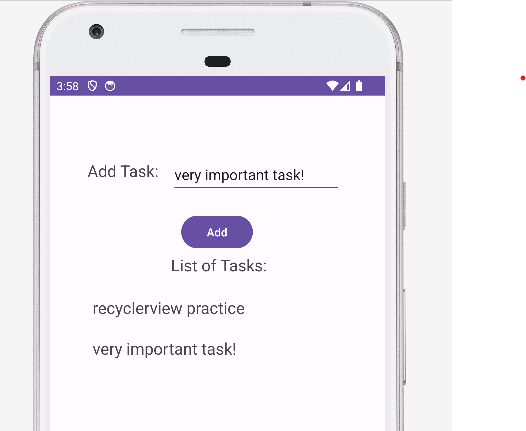 3:58
Add Task: very important task!
Add
List of Tasks:
recyclerview practice
very important task!